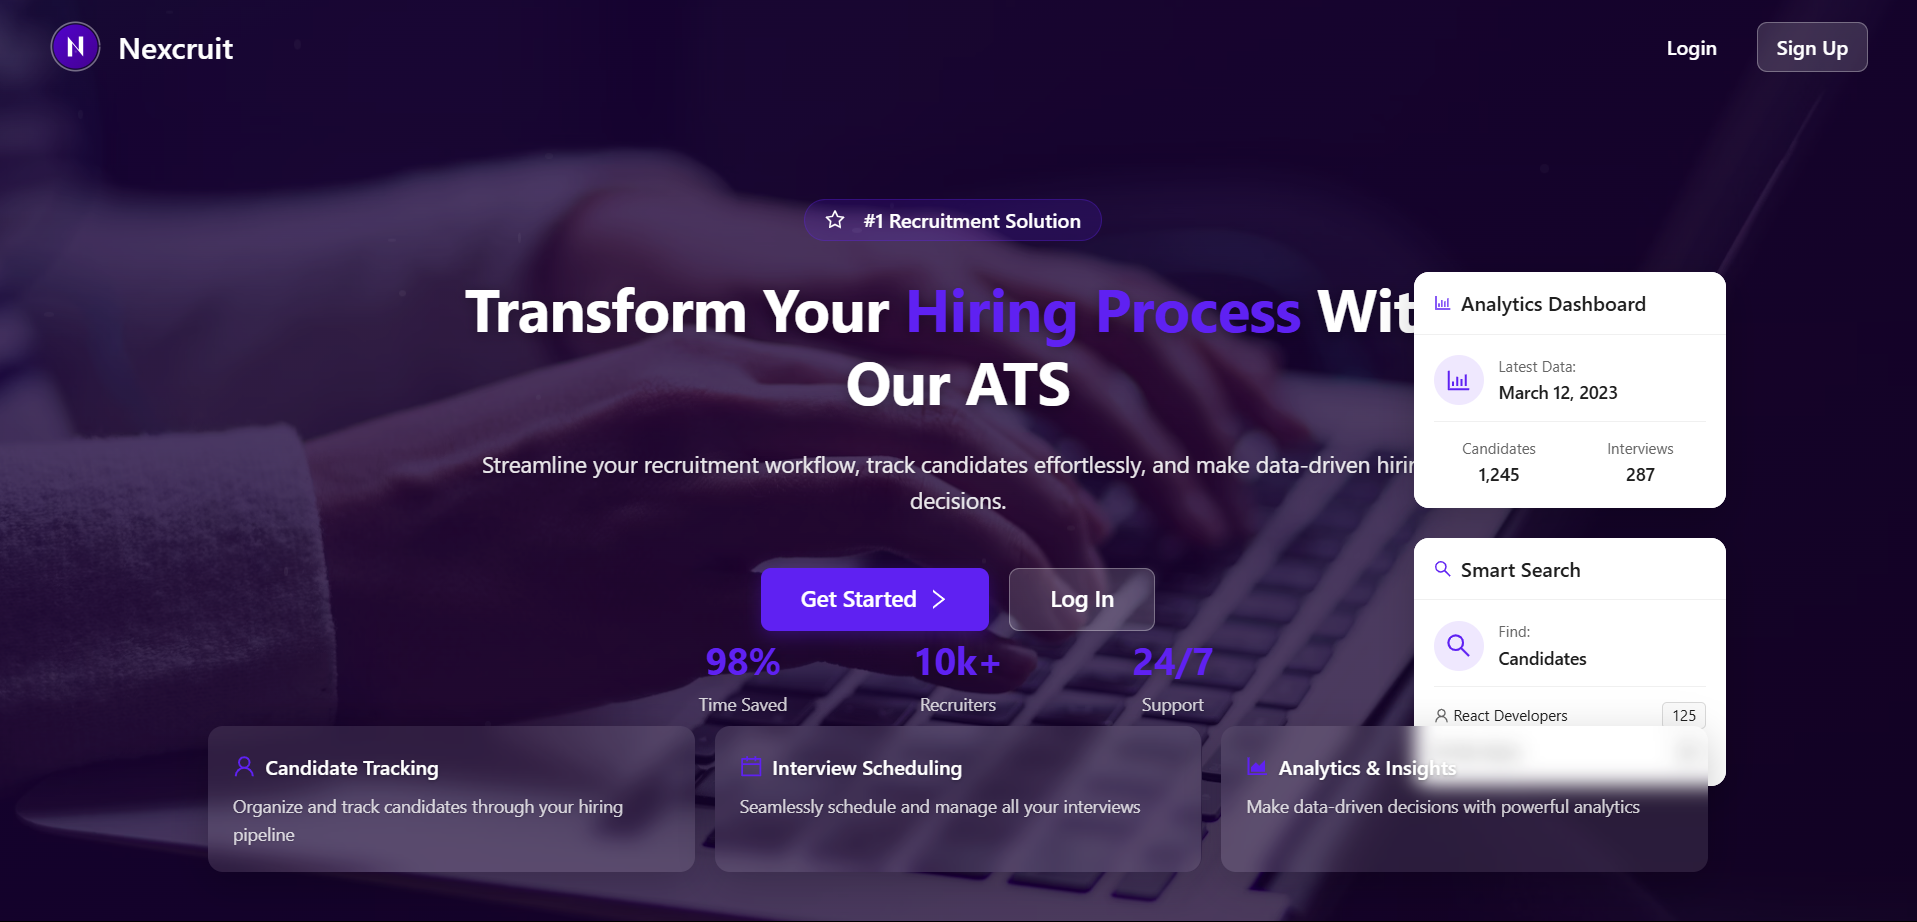 N
Nexcruit
Login
Sign Up
#1 Recruitment Solution
Transform Your Hiring Process Wit
Our ATS
Streamline your recruitment workflow, track candidates effortlessly, and make data-driven hirin
decisions.
Get Started
Log In
98%
Time Saved
10k+
Recruiters
24/7
Support
Analytics Dashboard
Latest Data:
March 12, 2023
Candidates
1,245
Interviews
287
Smart Search
Find:
Candidates
React Developers
125
Candidate Tracking
Organize and track candidates through your hiring
pipeline
Interview Scheduling
Seamlessly schedule and manage all your interviews
Analytics & Insights
Make data-driven decisions with powerful analytics